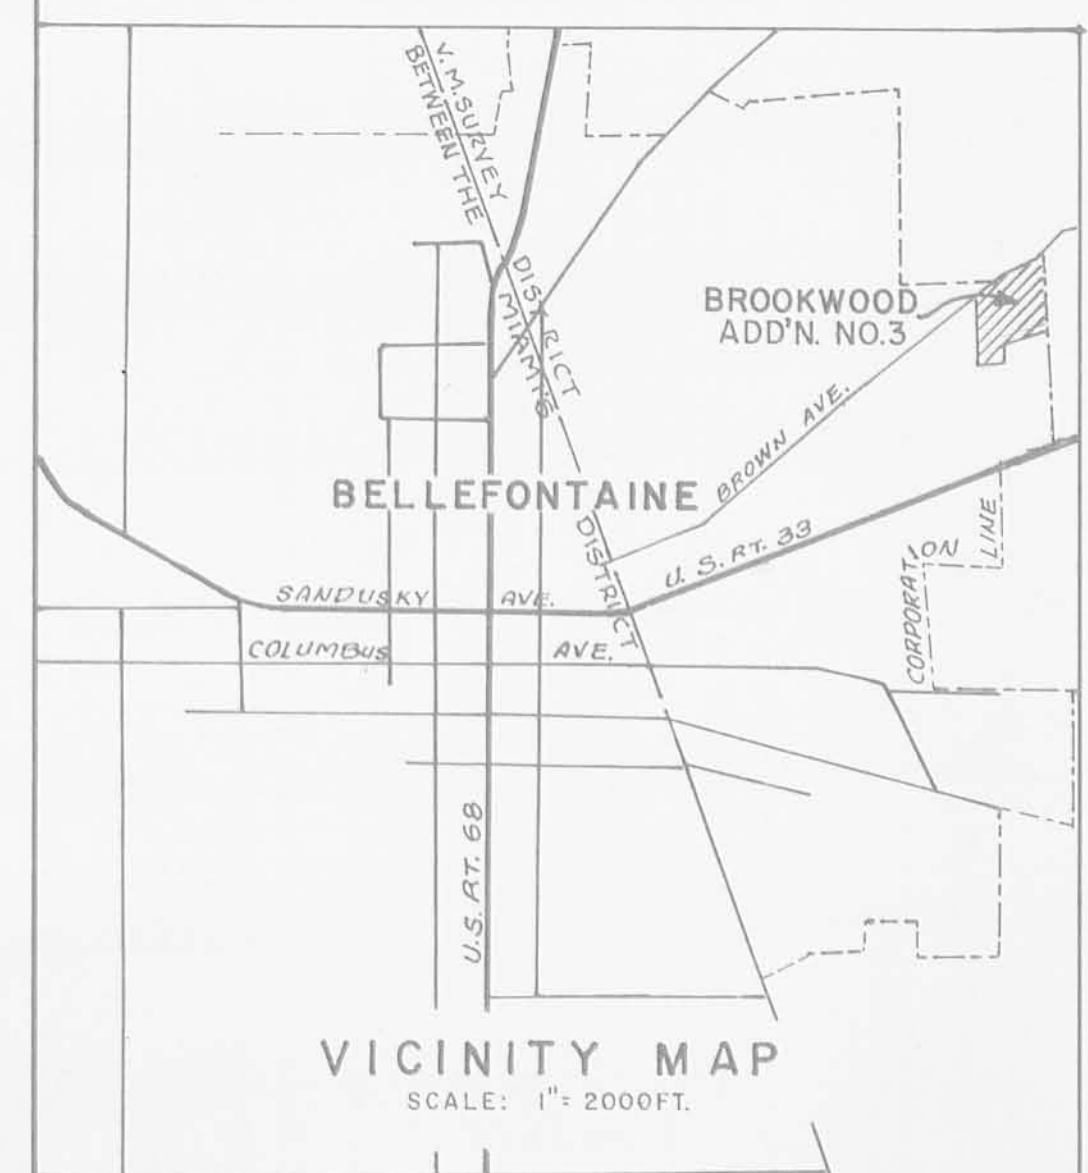 V. M. SURVEY DISTRICT
BETWEEN THE MIAMI'S
BROOKWOOD
ADD'N. NO.3
BROWN AVE.
BELLEFONTAINE
U. S. RT. 33
CORPORATION LINE
DISTRICT
SANDUSKY AVE.
COLUMBUS AVE.
U.S. RT. 68
VICINITY MAP
SCALE: 1"= 2000FT.